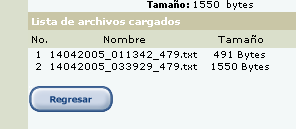 Tamaño: 1550 bytes
Lista de archivos cargados
No. Nombre Tamaño
1 14042005_011342_479.txt 491 Bytes
2 14042005_033929_479.txt 1550 Bytes
Regresar